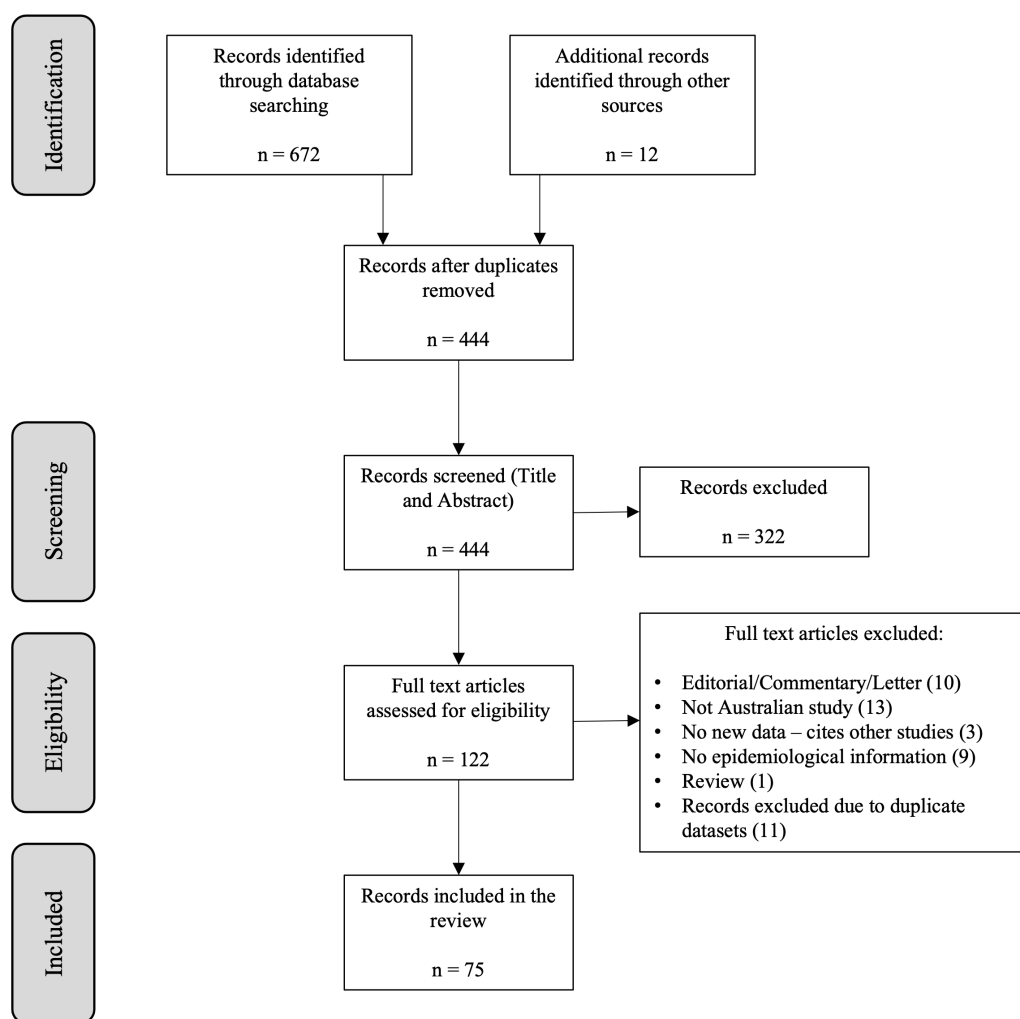 Identification
Records identified
through database
searching
n = 672
Additional records
identified through other
sources
n = 12
Records after duplicates
removed
n = 444
Screening
Records screened (Title
and Abstract)
n = 444
Records excluded
n = 322
Eligibility
Full text articles
assessed for eligibility
n = 122
Full text articles excluded:
• Editorial/Commentary/Letter (10)
• Not Australian study (13)
• No new data – cites other studies (3)
• No epidemiological information (9)
• Review (1)
• Records excluded due to duplicate
datasets (11)
Included
Records included in the
review
n = 75